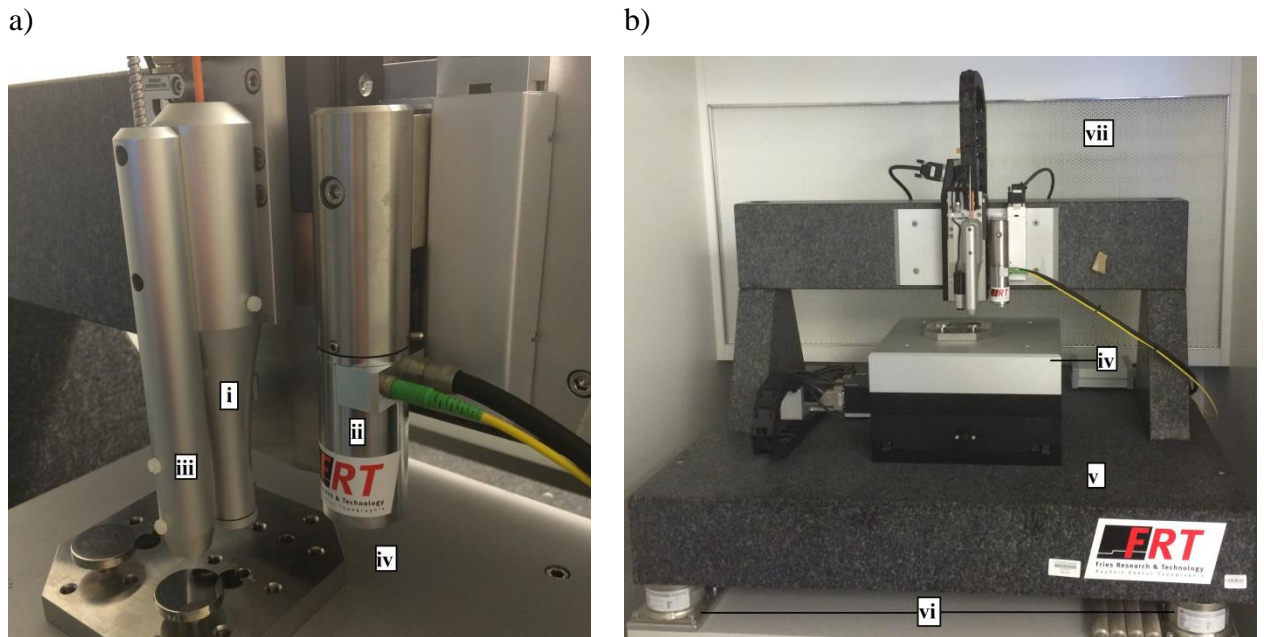 a)
b)
i
ii
iii
iv
FRT
Research & Technology
vii
iv
v
FRT
Fries Research & Technology
vi